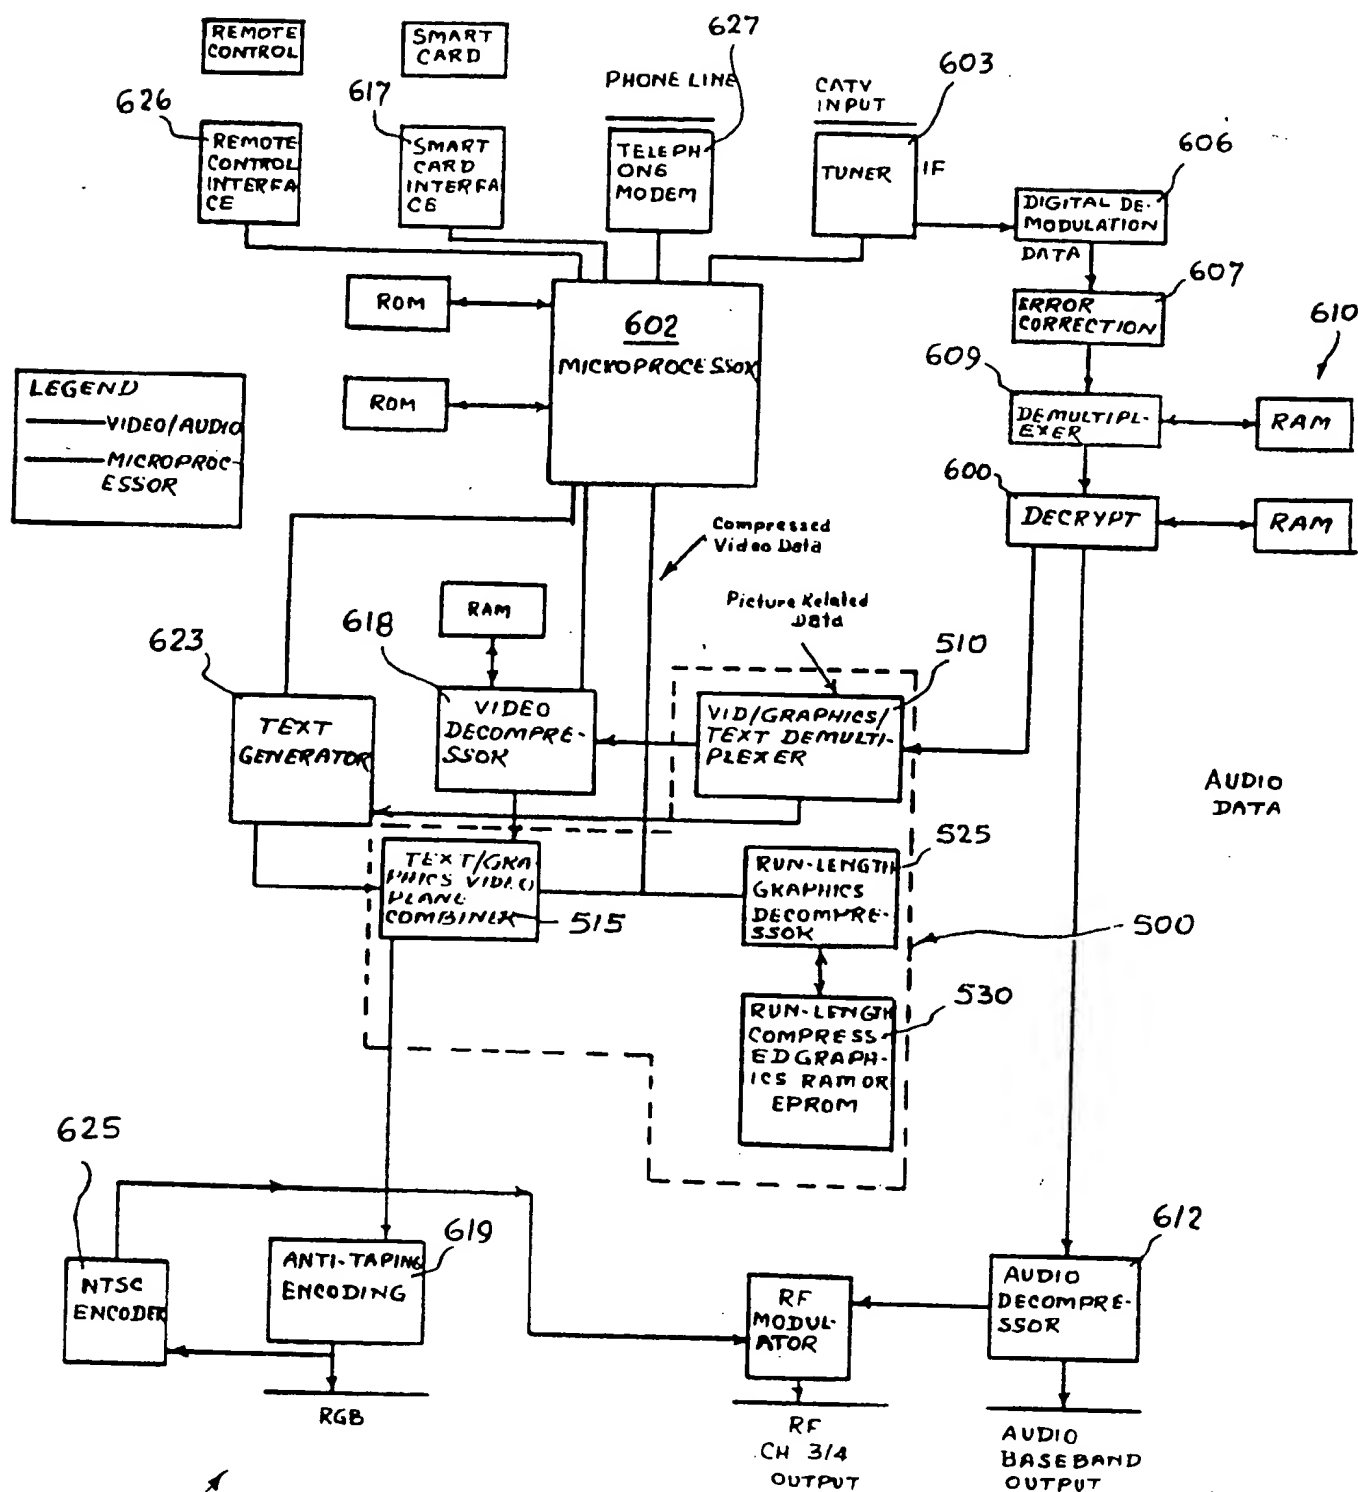 REMOTE
CONTROL
SMART
CARD
627
PHONE LINE
CATV
INPUT
603
626
617
REMOTE
CONTROL
INTERFA
CE
SMART
CARD
INTERFA
CE
TELEPH
ONE
MODEM
TUNER
IF
606
DIGITAL DE-
MODULATION
DATA
607
ERROR
CORRECTION
610
ROM
602
MICROPROCESSOR
ROM
609
DEMULTIPL-
EXER
RAM
LEGEND
VIDEO/AUDIO
MICROPROC-
ESSOR
600
DECRYPT
RAM
Compressed
Video Data
RAM
Picture Related
Data
618
623
510
TEXT
GENERATOR
VIDEO
DECOMPRE-
SSOR
VID/GRAPHICS/
TEXT DEMULTI-
PLEXER
AUDIO
DATA
525
TEXT/GRA-
PHICS VIDEO
PLANE
COMBINER
515
RUN-LENGTH
GRAPHICS
DECOMPRE-
SSOR
500
530
RUN-LENGTH
COMPRESS-
ED GRAPH-
ICS RAM OR
EPROM
625
619
612
NTSC
ENCODER
ANTI-TAPING
ENCODING
RF
MODUL-
ATOR
AUDIO
DECOMPRE-
SSOR
RGB
RF
CH 3/4
OUTPUT
AUDIO
BASEBAND
OUTPUT